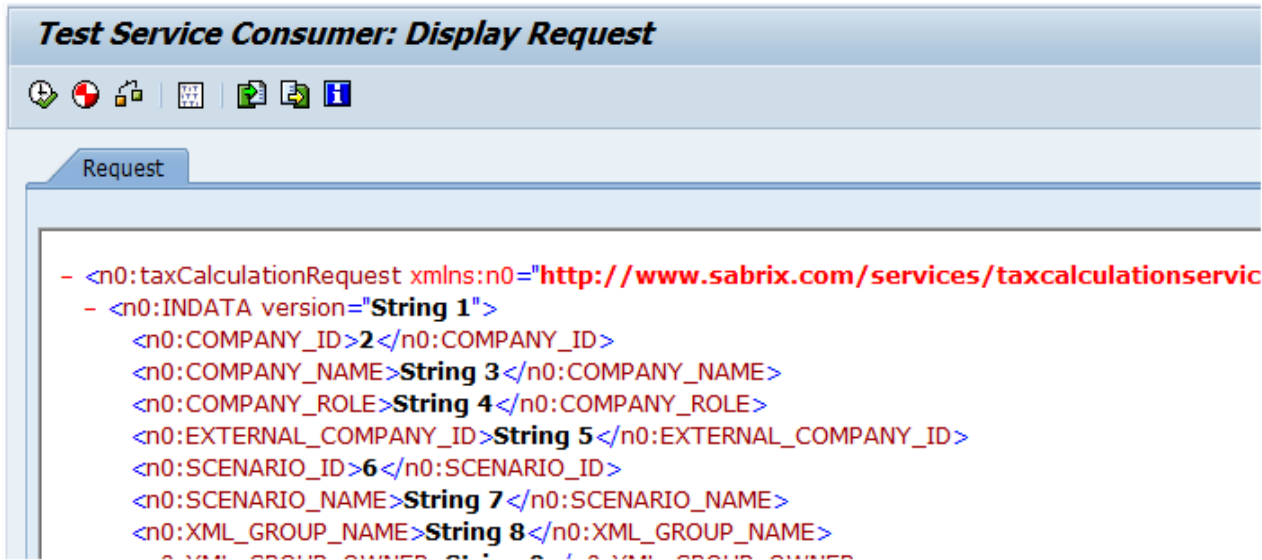 Test Service Consumer: Display Request
Request
- <n0:taxCalculationRequest xmlns:n0="http://www.sabrix.com/services/taxcalculationservic
- <n0:INDATA version="String 1">
<n0:COMPANY_ID>2</n0:COMPANY_ID>
<n0:COMPANY_NAME>String 3</n0:COMPANY_NAME>
<n0:COMPANY_ROLE>String 4</n0:COMPANY_ROLE>
<n0:EXTERNAL_COMPANY_ID>String 5</n0:EXTERNAL_COMPANY_ID>
<n0:SCENARIO_ID>6</n0:SCENARIO_ID>
<n0:SCENARIO_NAME>String 7</n0:SCENARIO_NAME>
<n0:XML_GROUP_NAME>String 8</n0:XML_GROUP_NAME>